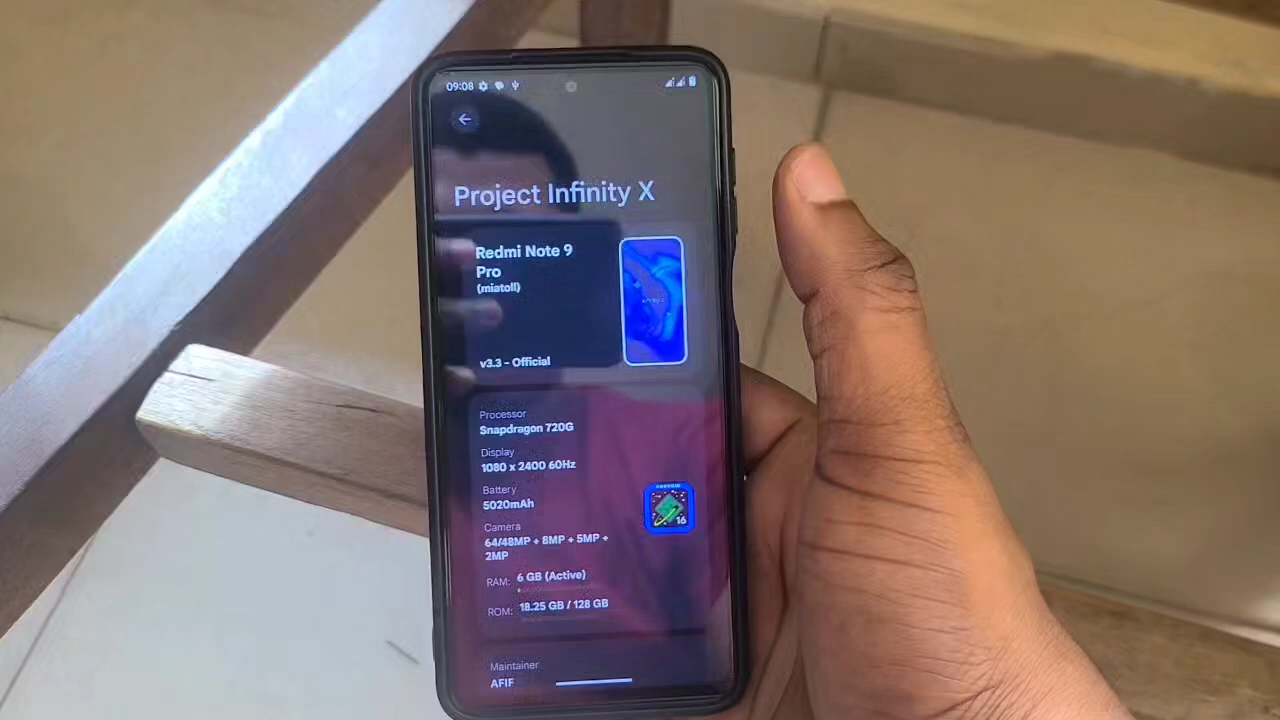 09:08
Project Infinity X
Redmi Note 9
Pro
(miatoll)
v3.3 - Official
Processor
Snapdragon 720G
Display
1080 x 2400 60Hz
Battery
5020mAh
Camera
64/48MP + 8MP + 5MP +
2MP
RAM: 6 GB (Active)
ROM: 18.25 GB / 128 GB
ANDROID
16
Maintainer
AFIF